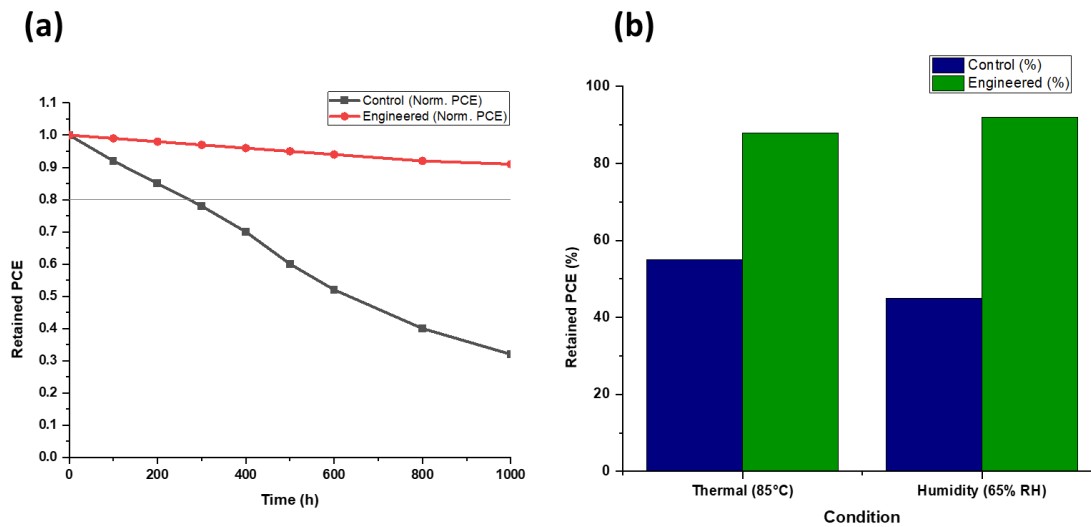 (a)
Control (Norm. PCE)
Engineered (Norm. PCE)
1.1
1.0
0.9
0.8
0.7
0.6
0.5
0.4
0.3
0.2
0.1
0.0
Retained PCE
0
200
400
600
800
1000
Time (h)
(b)
Control (%)
Engineered (%)
100
80
60
40
20
0
Retained PCE (%)
Thermal (85°C)
Humidity (65% RH)
Condition